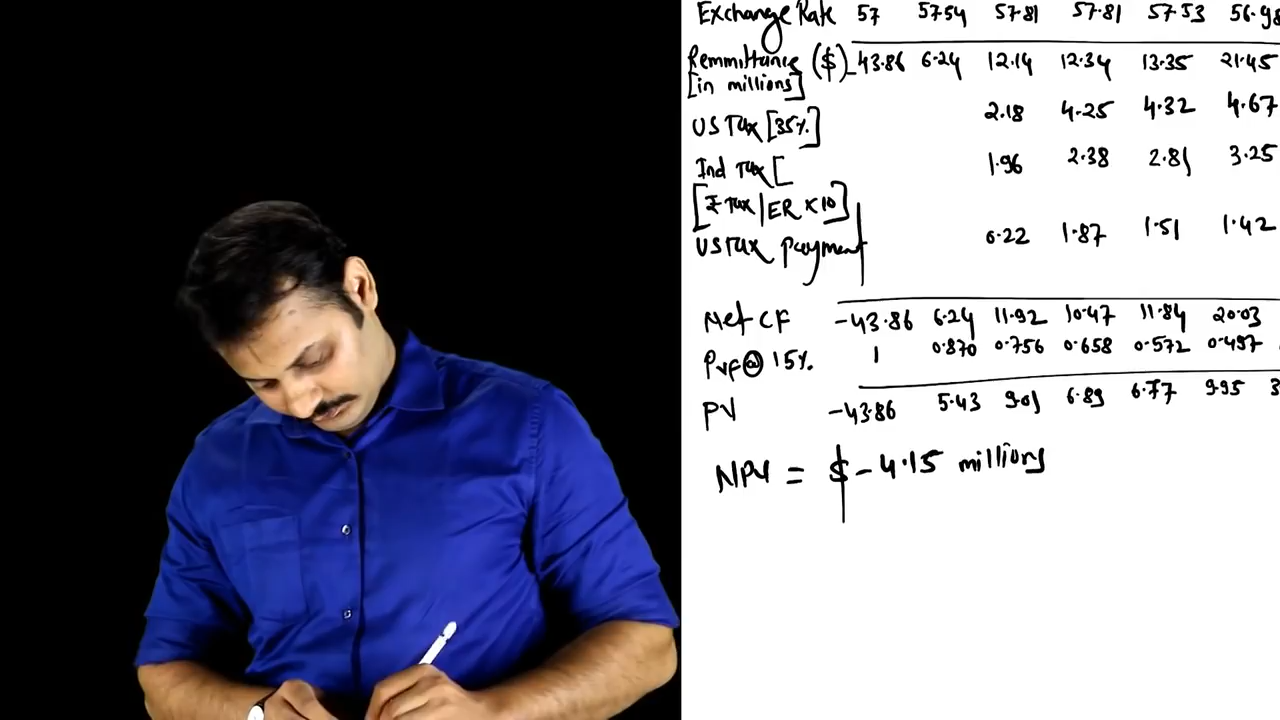 Exchange Rate 57 57.54 57.81 57.81 57.53 56.98
Remmittance ($) -43.86 6.24 12.14 12.34 13.35 21.45
[in millions]
US Tax [35%] 2.18 4.25 4.32 4.67
Ind Tax [ 1.96 2.38 2.81 3.25
[₹ Tax | ER x 10]
US Tax payment 0.22 1.87 1.51 1.42
Net CF -43.86 6.24 11.92 10.47 11.84 20.03
Pvf@ 15% 1 0.870 0.756 0.658 0.572 0.497
PV -43.86 5.43 9.01 6.89 6.77 9.95 3
NPV = $ -4.15 millions